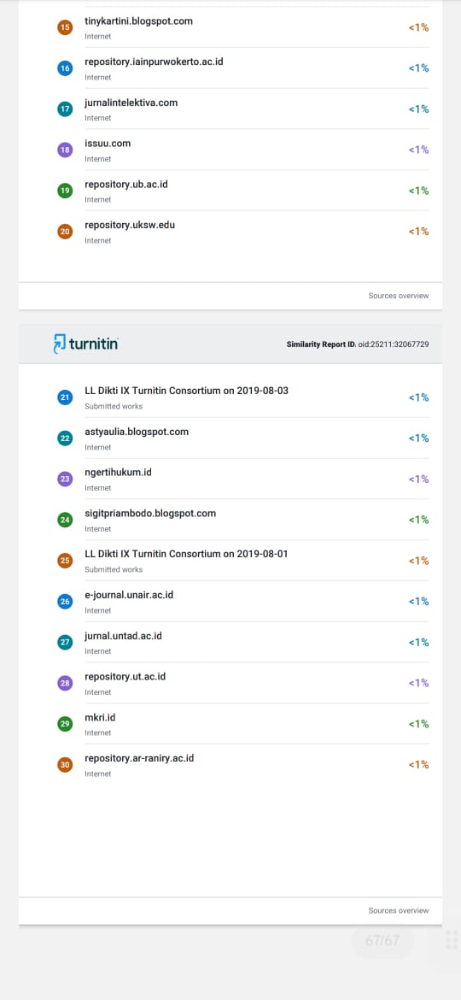 15
tinykartini.blogspot.com
<1%
Internet
16
repository.iainpurwokerto.ac.id
<1%
Internet
17
jurnalintelektiva.com
<1%
Internet
18
issuu.com
<1%
Internet
19
repository.ub.ac.id
<1%
Internet
20
repository.uksw.edu
<1%
Internet
Sources overview
turnitin
Similarity Report ID: oid:25211:32067729
21
LL Dikti IX Turnitin Consortium on 2019-08-03
<1%
Submitted works
22
astyaulia.blogspot.com
<1%
Internet
23
ngertihukum.id
<1%
Internet
24
sigitpriambodo.blogspot.com
<1%
Internet
25
LL Dikti IX Turnitin Consortium on 2019-08-01
<1%
Submitted works
26
e-journal.unair.ac.id
<1%
Internet
27
jurnal.untad.ac.id
<1%
Internet
28
repository.ut.ac.id
<1%
Internet
29
mkri.id
<1%
Internet
30
repository.ar-raniry.ac.id
<1%
Internet
Sources overview
67/67